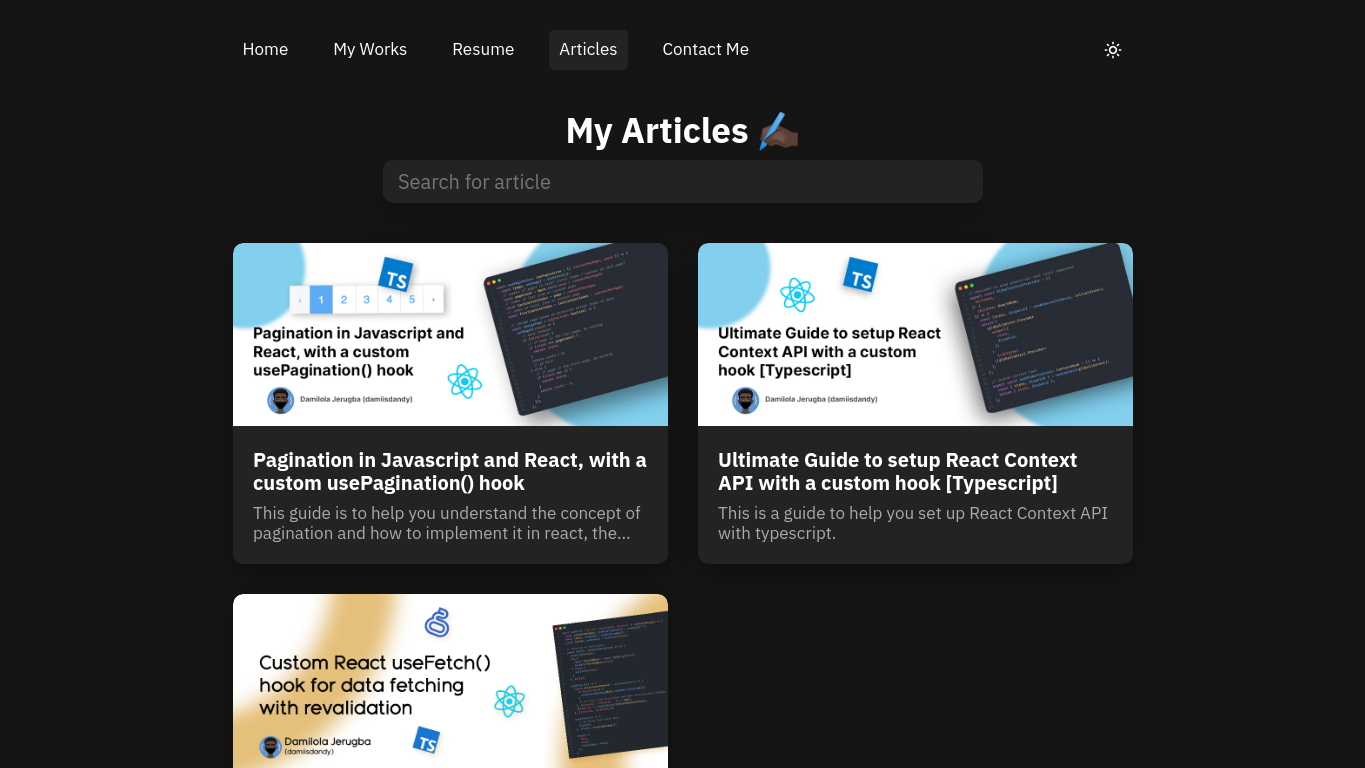 Home My Works Resume Articles Contact Me
My Articles
Search for article
TS
‹ 1 2 3 4 5 ›
Pagination in Javascript and
React, with a custom
usePagination() hook
Damilola Jerugba (damiisdandy)
TS
Ultimate Guide to setup React
Context API with a custom
hook [Typescript]
Damilola Jerugba (damiisdandy)
Pagination in Javascript and React, with a
custom usePagination() hook
This guide is to help you understand the concept of
pagination and how to implement it in react, the...
Ultimate Guide to setup React Context
API with a custom hook [Typescript]
This is a guide to help you set up React Context API
with typescript.
Custom React useFetch()
hook for data fetching
with revalidation
Damilola Jerugba
(damiisdandy)
TS